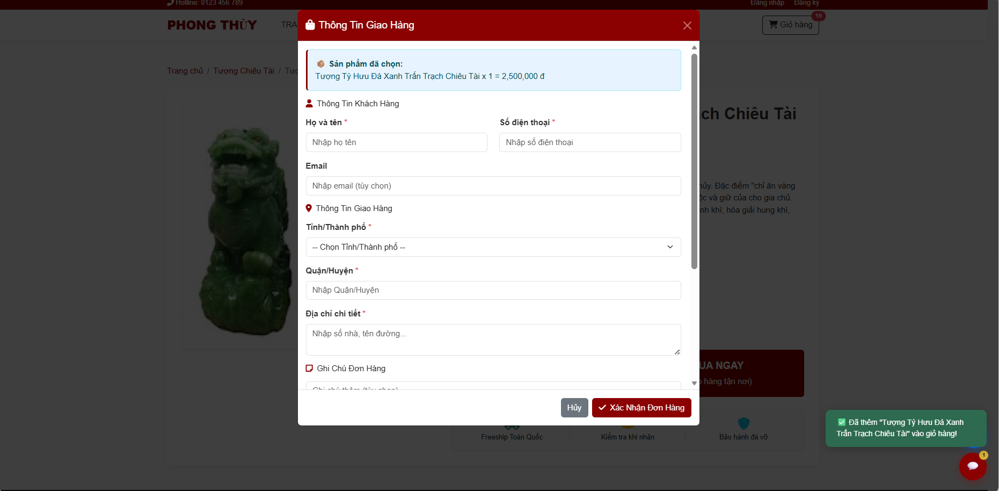 Hotline: 0123 456 789
Đăng nhập
Đăng ký
PHONG THỦY
TRA
Giỏ hàng
16
Thông Tin Giao Hàng
Trang chủ / Tượng Chiêu Tài / Tượ
Sản phẩm đã chọn:
Tượng Tỳ Hưu Đá Xanh Trấn Trạch Chiêu Tài x 1 = 2,500,000 đ
Thông Tin Khách Hàng
Họ và tên *
Số điện thoại *
Nhập họ tên
Nhập số điện thoại
Email
Nhập email (tùy chọn)
Thông Tin Giao Hàng
Tỉnh/Thành phố *
-- Chọn Tỉnh/Thành phố --
Quận/Huyện *
Nhập Quận/Huyện
Địa chỉ chi tiết *
Nhập số nhà, tên đường...
Ghi Chú Đơn Hàng
Ghi chú thêm (tùy chọn)
Hủy
Xác Nhận Đơn Hàng
ch Chiêu Tài
hủy. Đặc điểm "chỉ ăn vàng
ộc và giữ của cho gia chủ.
nh khí, hóa giải hung khí,
UA NGAY
o hàng tận nơi)
Freeship Toàn Quốc
Kiểm tra khi nhận
Bảo hành đá vỡ
Đã thêm "Tượng Tỳ Hưu Đá Xanh
Trấn Trạch Chiêu Tài" vào giỏ hàng!
1